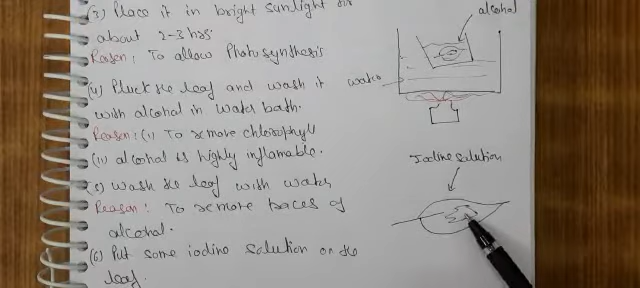 (3) Place it in bright sunlight for
about 2-3 hrs.
Reason: To allow Photosynthesis
(4) Pluck the leaf and wash it
with alcohol in water bath.
Reason: (i) To remove chlorophyll
(ii) alcohol is highly inflamable.
(5) Wash the leaf with water
Reason: To remove traces of
alcohol.
(6) Put some iodine solution on the
leaf.
alcohol
water
Iodine solution